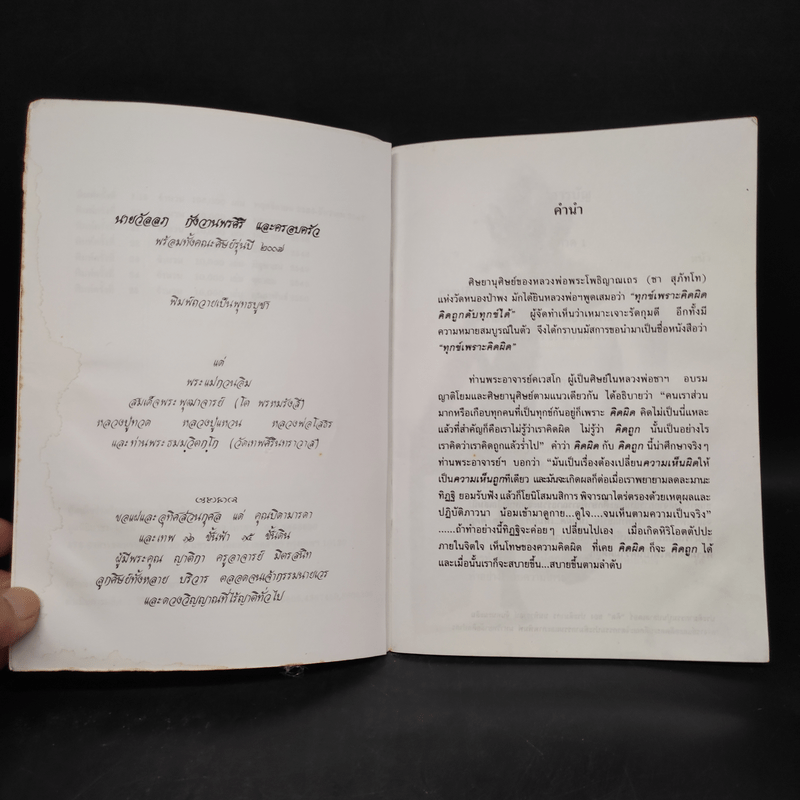 นายวัลลภ กังวานพรสิริ และครอบครัว
พร้อมทั้งคณะศิษย์รุ่นปี ๒๐๐๗
พิมพ์ถวายเป็นพุทธบูชา
แด่
พระแม่กวนอิม
สมเด็จพระพุฒาจารย์ (โต พรหมรังสี)
หลวงปู่ทวด หลวงปู่แหวน หลวงพ่อโสธร
และท่านพระธมฺมวิตกฺโก (วัดเทพศิรินทราวาส)
ขอแผ่และอุทิศส่วนกุศล แด่ คุณบิดามารดา
และเทพ ๑๖ ชั้นฟ้า ๑๕ ชั้นดิน
ผู้มีพระคุณ ญาติกา ครูอาจารย์ มิตรสนิท
ลูกศิษย์ทั้งหลาย บริวาร ตลอดจนเจ้ากรรมนายเวร
และดวงวิญญาณที่ไร้ญาติทั่วไป
คำนำ
ศิษยานุศิษย์ของหลวงพ่อพระโพธิญาณเถร (ชา สุภัทโท)
แห่งวัดหนองป่าพง มักได้ยินหลวงพ่อฯพูดเสมอว่า "ทุกข์เพราะคิดผิด
คิดถูกดับทุกข์ได้" ผู้จัดทำเห็นว่าเหมาะเจาะรัดกุมดี อีกทั้งมี
ความหมายสมบูรณ์ในตัว จึงได้กราบนมัสการขอนำมาเป็นชื่อหนังสือว่า
"ทุกข์เพราะคิดผิด"
ท่านพระอาจารย์คเวสโก ผู้เป็นศิษย์ในหลวงพ่อชาฯ อบรม
ญาติโยมและศิษยานุศิษย์ตามแนวเดียวกัน ได้อธิบายว่า "คนเราส่วน
มากหรือเกือบทุกคนที่เป็นทุกข์กันอยู่ก็เพราะ คิดผิด คิดไม่เป็นนี่แหละ
และที่สำคัญก็คือเราไม่รู้ว่าเราคิดผิด ไม่รู้ว่า คิดถูก นั้นเป็นอย่างไร
เราคิดว่าเราคิดถูกแล้วร่ำไป" คำว่า คิดผิด กับ คิดถูก นี้น่าศึกษาจริงๆ
ท่านพระอาจารย์ฯ บอกว่า "มันเป็นเรื่องต้องเปลี่ยนความเห็นผิดให้
เป็นความเห็นถูกทีเดียว และมันจะเกิดผลก็ต่อเมื่อเราพยายามลดละมานะ
ทิฏฐิ ยอมรับฟัง แล้วก็โยนิโสมนสิการ พิจารณาไตร่ตรองด้วยเหตุผลและ
ปฏิบัติภาวนา น้อมเข้ามาดูกาย...ดูใจ....จนเห็นตามความเป็นจริง"
......ถ้าทำอย่างนี้ทิฏฐิจะค่อยๆ เปลี่ยนไปเอง เมื่อเกิดหิริโอตตัปปะ
ภายในจิตใจ เห็นโทษของความคิดผิด ที่เคย คิดผิด ก็จะ คิดถูก ได้
และเมื่อนั้นเราก็จะสบายขึ้น...สบายขึ้นตามลำดับ